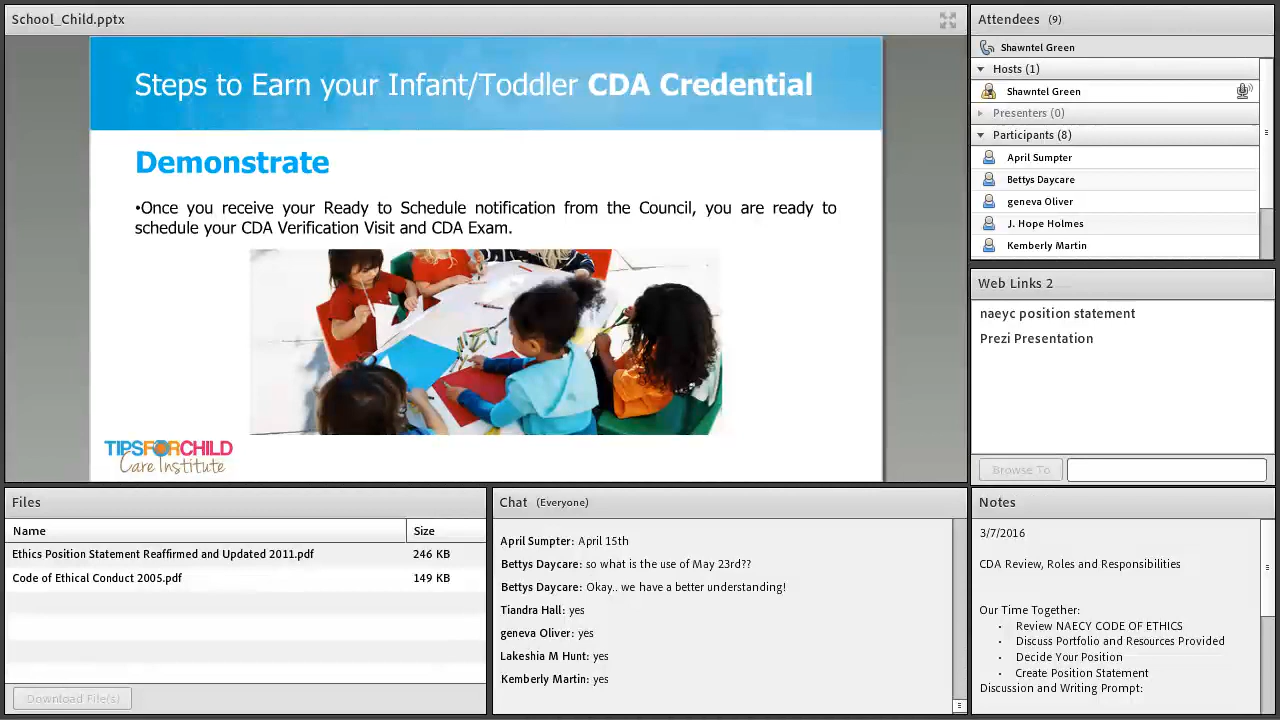 School_Child.pptx
Steps to Earn your Infant/Toddler CDA Credential
Demonstrate
•Once you receive your Ready to Schedule notification from the Council, you are ready to
schedule your CDA Verification Visit and CDA Exam.
TIPSFORCHILD
Care Institute
Attendees (9)
Shawntel Green
Hosts (1)
Shawntel Green
Presenters (0)
Participants (8)
April Sumpter
Bettys Daycare
geneva Oliver
J. Hope Holmes
Kemberly Martin
Web Links 2
naeyc position statement
Prezi Presentation
Browse To
Files
Name Size
Ethics Position Statement Reaffirmed and Updated 2011.pdf 246 KB
Code of Ethical Conduct 2005.pdf 149 KB
Download File(s)
Chat (Everyone)
April Sumpter: April 15th
Bettys Daycare: so what is the use of May 23rd??
Bettys Daycare: Okay.. we have a better understanding!
Tiandra Hall: yes
geneva Oliver: yes
Lakeshia M Hunt: yes
Kemberly Martin: yes
Notes
3/7/2016
CDA Review, Roles and Responsibilities
Our Time Together:
• Review NAECY CODE OF ETHICS
• Discuss Portfolio and Resources Provided
• Decide Your Position
• Create Position Statement
Discussion and Writing Prompt: